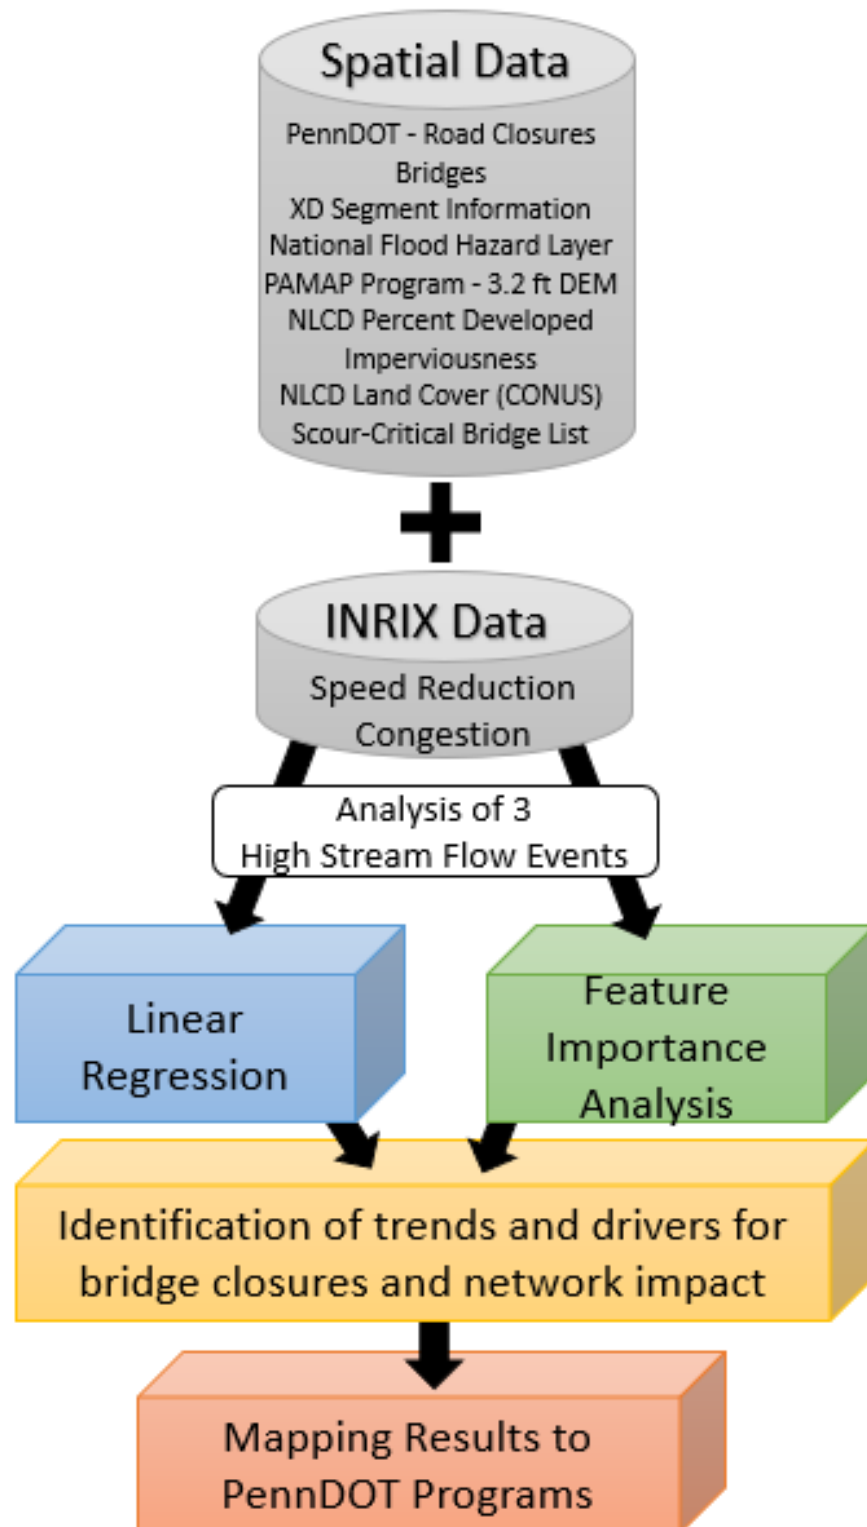 Spatial Data
PennDOT - Road Closures
Bridges
XD Segment Information
National Flood Hazard Layer
PAMAP Program - 3.2 ft DEM
NLCD Percent Developed
Imperviousness
NLCD Land Cover (CONUS)
Scour-Critical Bridge List
INRIX Data
Speed Reduction
Congestion
Analysis of 3
High Stream Flow Events
Linear
Regression
Feature
Importance
Analysis
Identification of trends and drivers for
bridge closures and network impact
Mapping Results to
PennDOT Programs